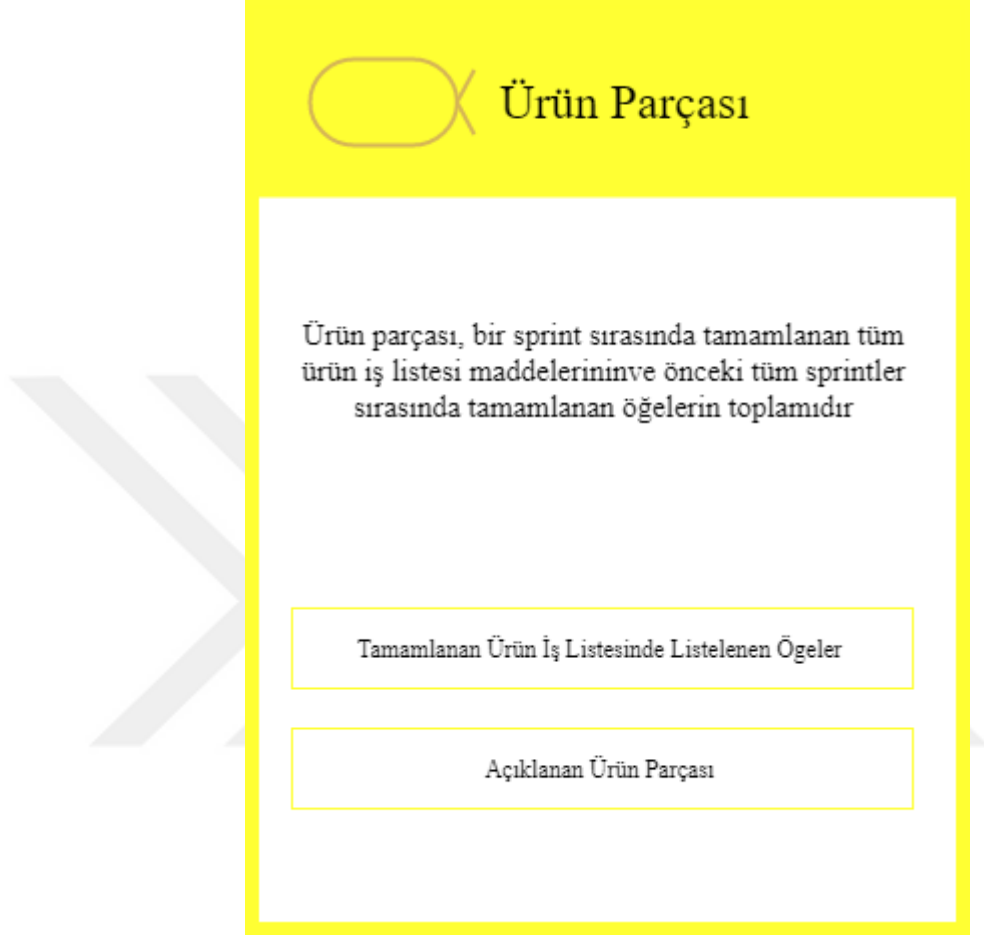 Ürün Parçası
Ürün parçası, bir sprint sırasında tamamlanan tüm
ürün iş listesi maddelerininve önceki tüm sprintler
sırasında tamamlanan öğelerin toplamıdır
Tamamlanan Ürün İş Listesinde Listelenen Ögeler
Açıklanan Ürün Parçası